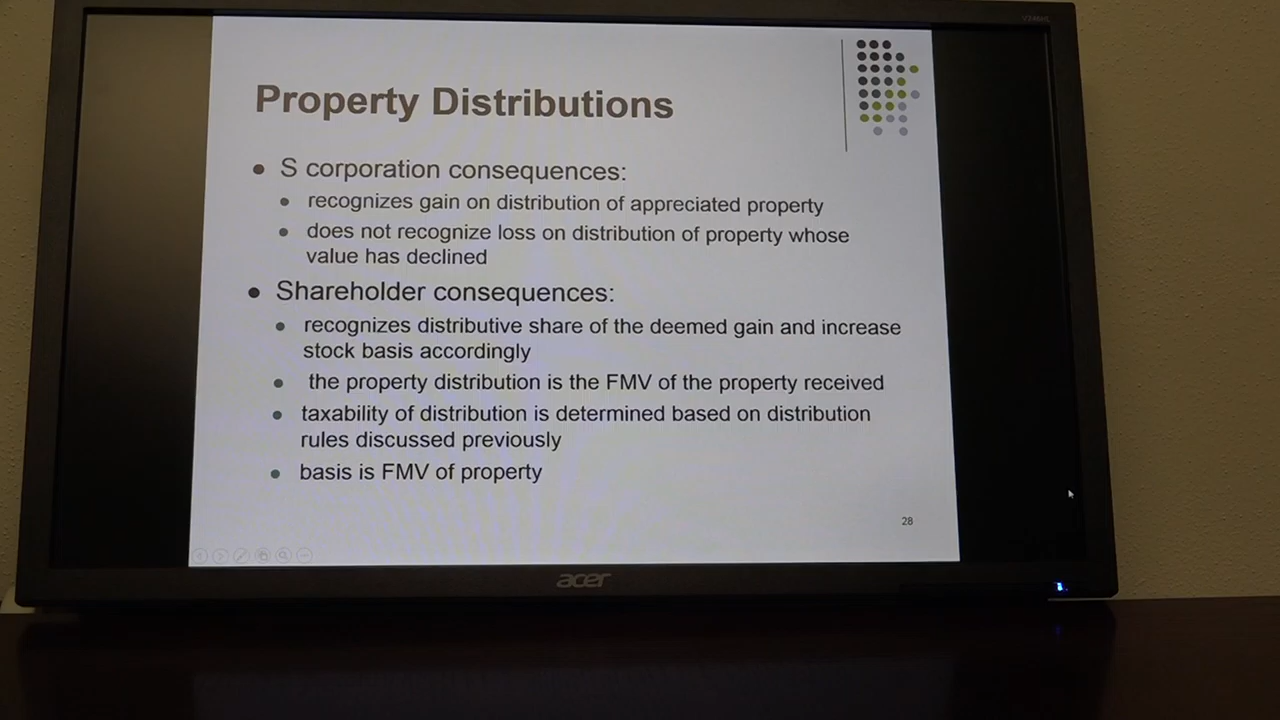 Property Distributions
S corporation consequences:
recognizes gain on distribution of appreciated property
does not recognize loss on distribution of property whose
value has declined
Shareholder consequences:
recognizes distributive share of the deemed gain and increase
stock basis accordingly
the property distribution is the FMV of the property received
taxability of distribution is determined based on distribution
rules discussed previously
basis is FMV of property
28
acer